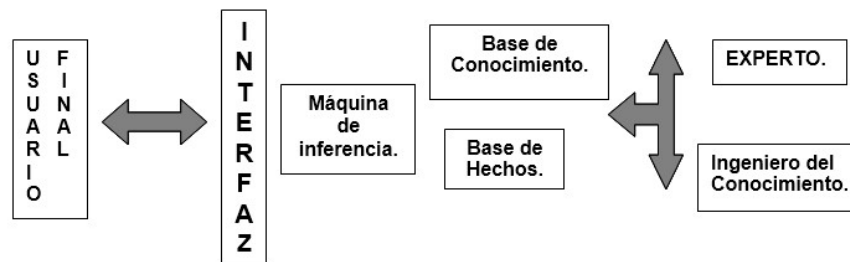 USUARIO
FINAL
INTERFAZ
Máquina
de
inferencia.
Base de
Conocimiento.
Base de
Hechos.
EXPERTO.
Ingeniero del
Conocimiento.